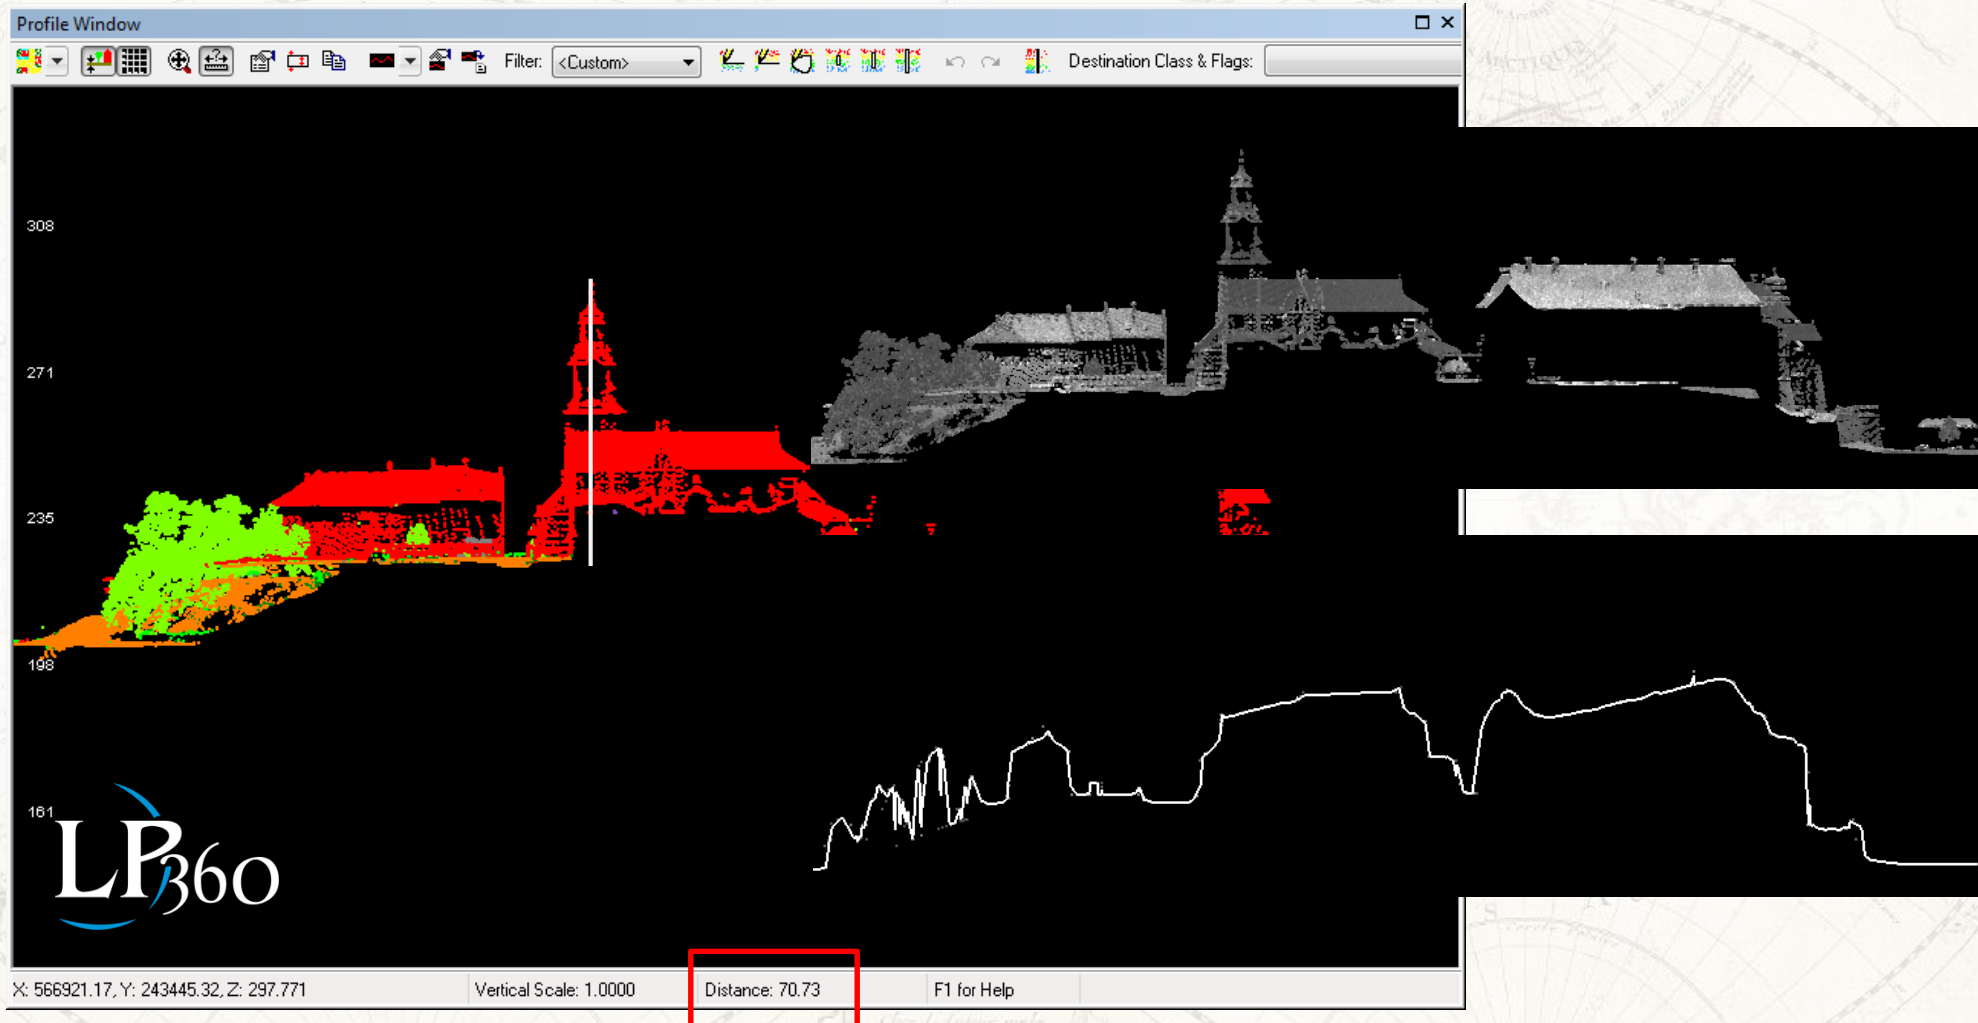 Profile Window
Filter: <Custom> Destination Class & Flags:
308
271
235
198
161
LP360
X: 566921.17, Y: 243445.32, Z: 297.771 Vertical Scale: 1.0000 Distance: 70.73 F1 for Help